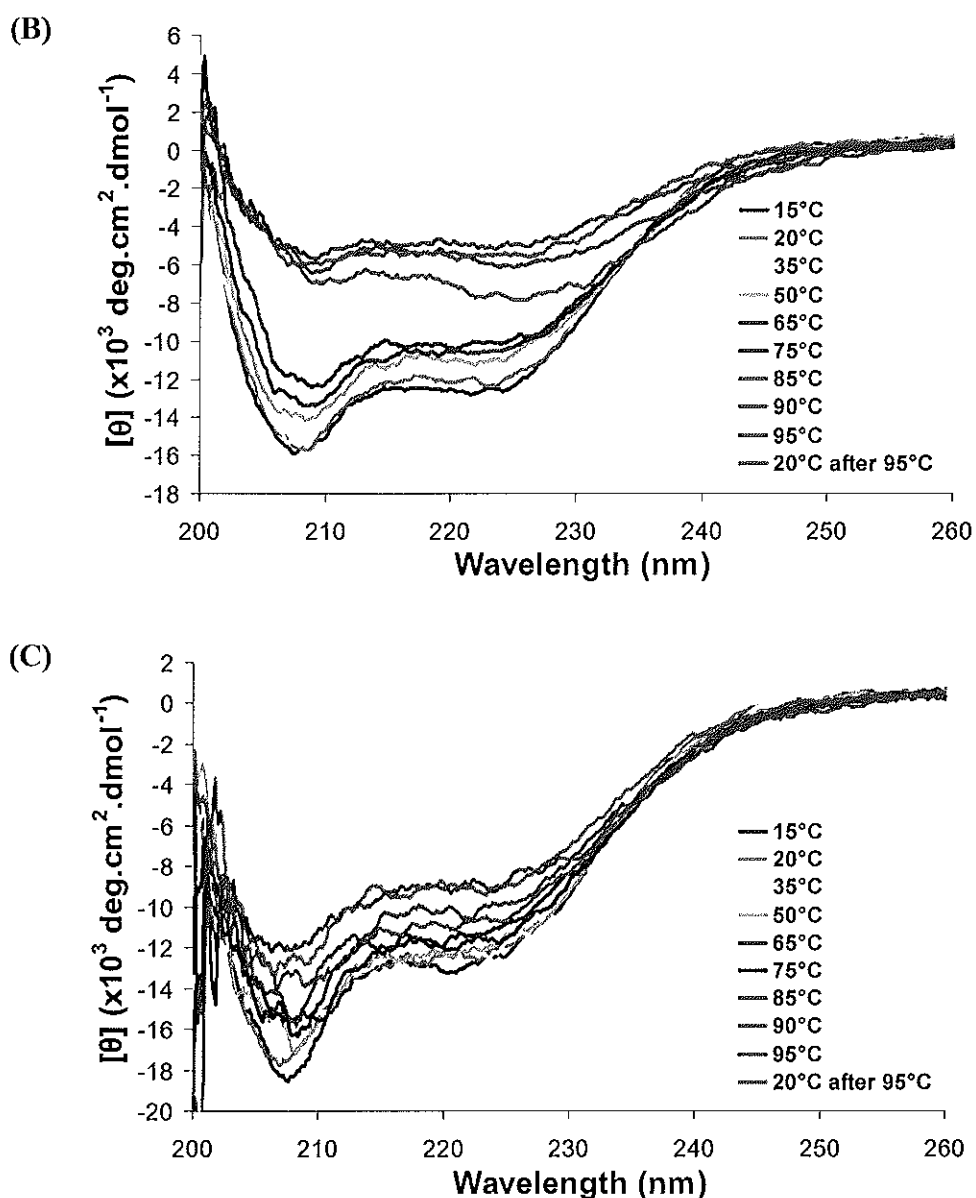 (B)
6
4
2
0
-2
-4
-6
-8
-10
-12
-14
-16
-18
[θ] (x10³ deg.cm².dmol⁻¹)
15°C
20°C
35°C
50°C
65°C
75°C
85°C
90°C
95°C
20°C after 95°C
200 210 220 230 240 250 260
Wavelength (nm)
(C)
2
0
-2
-4
-6
-8
-10
-12
-14
-16
-18
-20
[θ] (x10³ deg.cm².dmol⁻¹)
15°C
20°C
35°C
50°C
65°C
75°C
85°C
90°C
95°C
20°C after 95°C
200 210 220 230 240 250 260
Wavelength (nm)